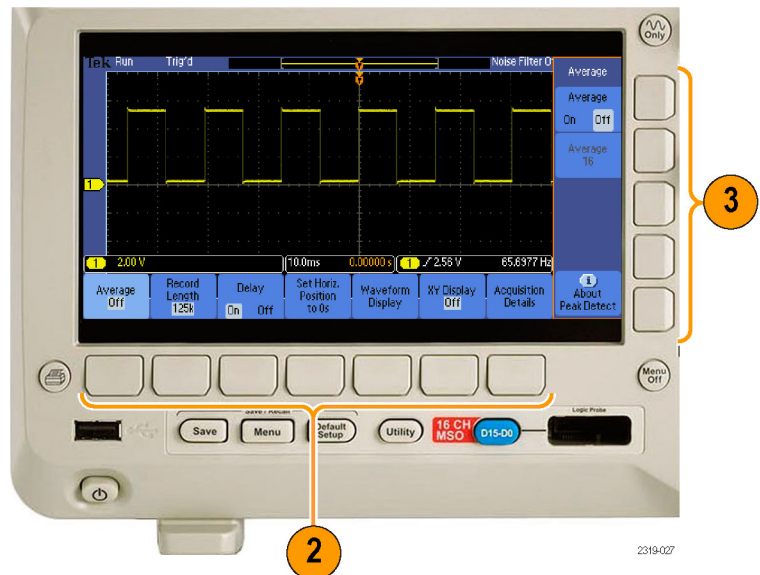 Only
Tek Run Trig'd Noise Filter O
Average
Average
On Off
Average
16
1
1 2.00 V 10.0ms 0.00000 s 1 2.56 V 65.6977 Hz
Average
Off
Record
Length
125k
Delay
On Off
Set Horiz.
Position
to 0s
Waveform
Display
XY Display
Off
Acquisition
Details
i
About
Peak Detect
3
Menu
Off
Save / Recall
Save
Menu
Default
Setup
Utility
16 CH
MSO
D15-D0
Logic Probe
2
2319-027